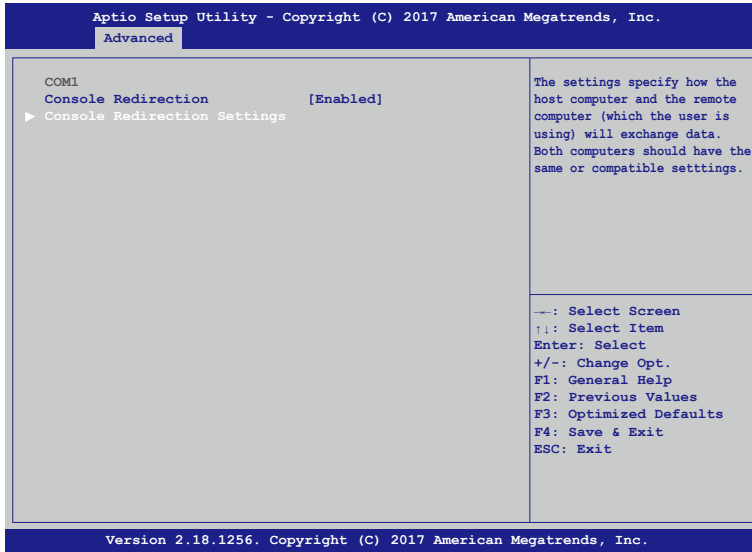 Aptio Setup Utility - Copyright (C) 2017 American Megatrends, Inc.
Advanced
COM1
Console Redirection [Enabled]
▶ Console Redirection Settings
The settings specify how the
host computer and the remote
computer (which the user is
using) will exchange data.
Both computers should have the
same or compatible setttings.
→←: Select Screen
↑↓: Select Item
Enter: Select
+/-: Change Opt.
F1: General Help
F2: Previous Values
F3: Optimized Defaults
F4: Save & Exit
ESC: Exit
Version 2.18.1256. Copyright (C) 2017 American Megatrends, Inc.